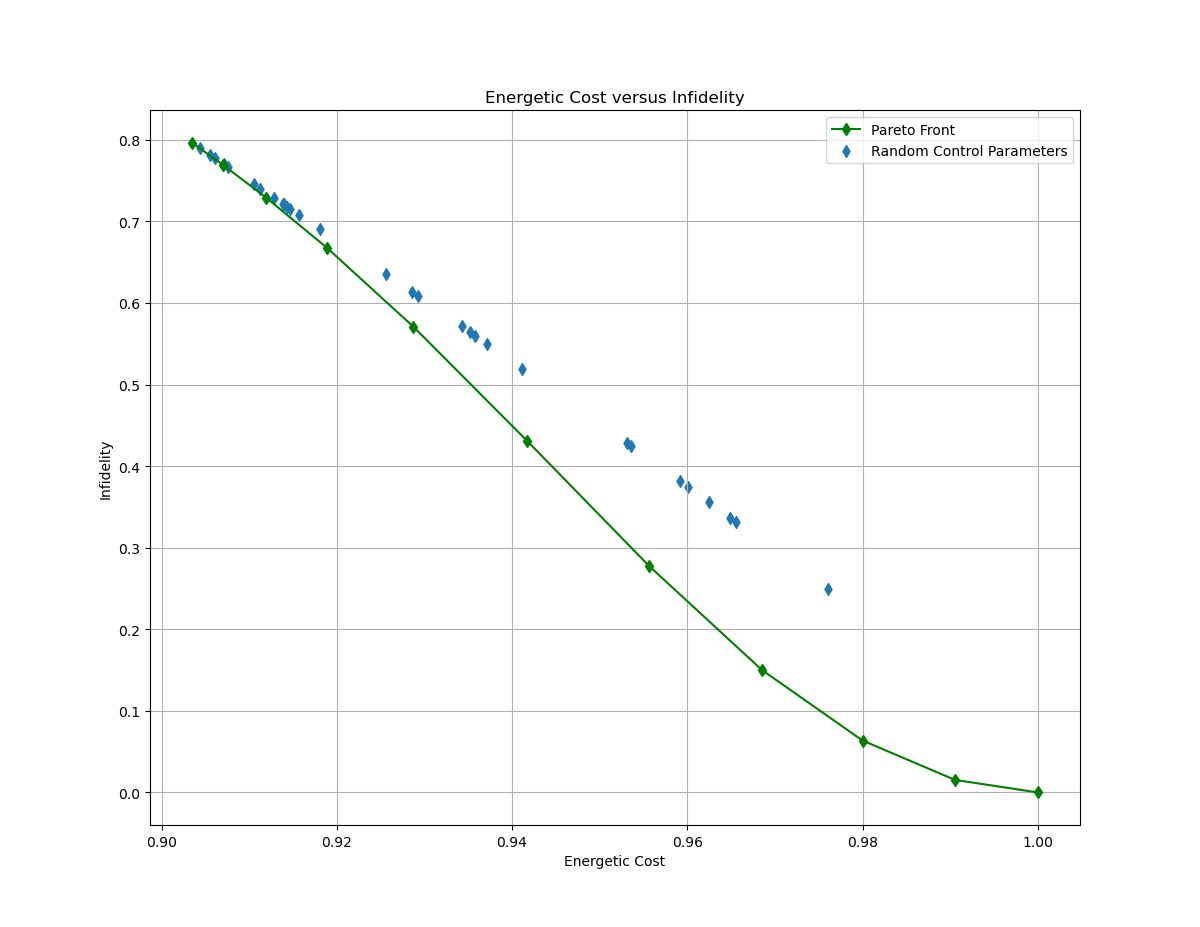 Energetic Cost versus Infidelity
Pareto Front
Random Control Parameters
Infidelity
0.8
0.7
0.6
0.5
0.4
0.3
0.2
0.1
0.0
0.90 0.92 0.94 0.96 0.98 1.00
Energetic Cost